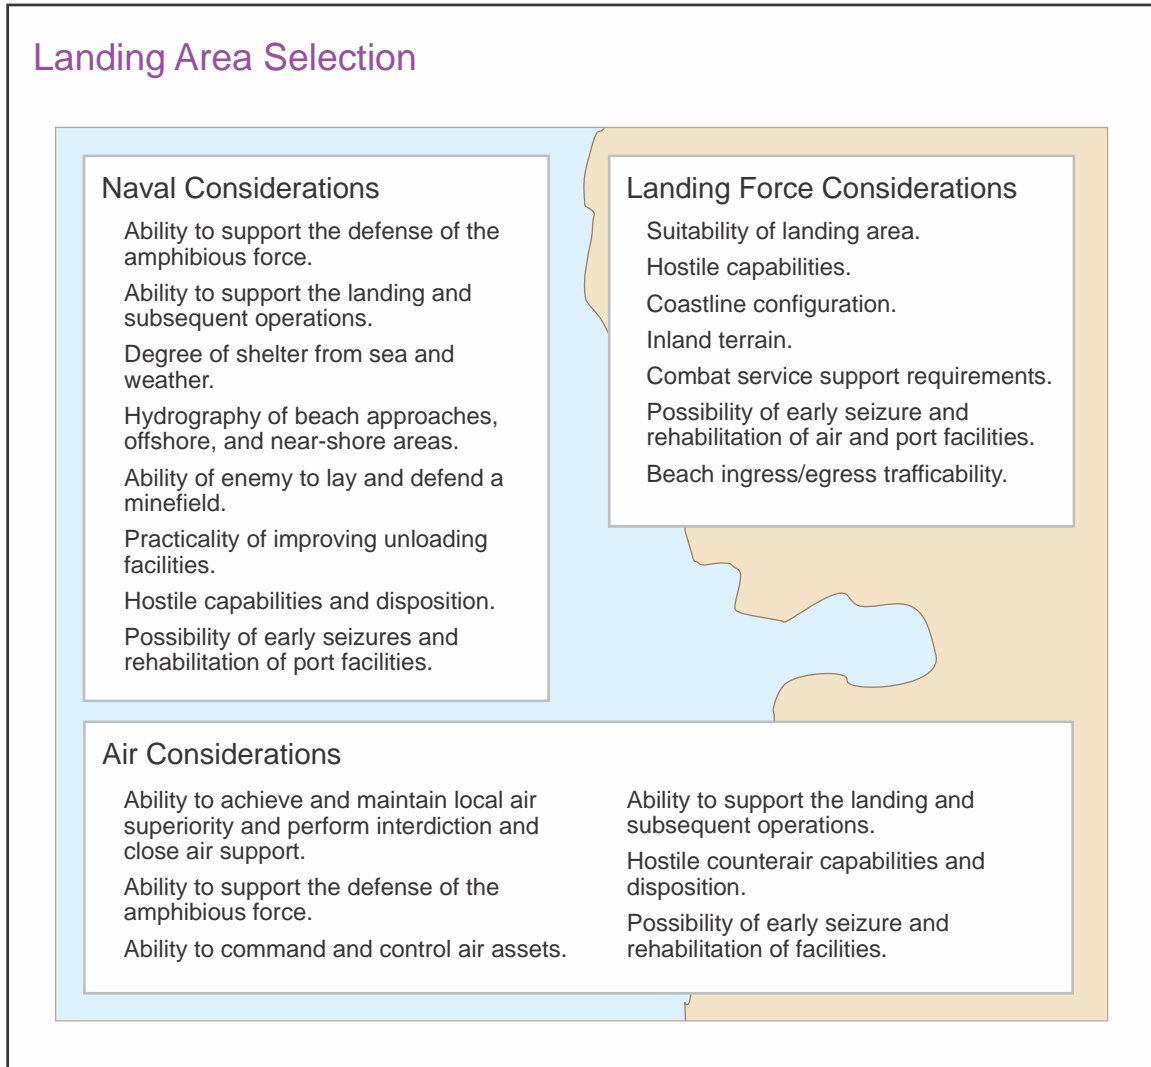 Landing Area Selection
Naval Considerations
Ability to support the defense of the
amphibious force.
Ability to support the landing and
subsequent operations.
Degree of shelter from sea and
weather.
Hydrography of beach approaches,
offshore, and near-shore areas.
Ability of enemy to lay and defend a
minefield.
Practicality of improving unloading
facilities.
Hostile capabilities and disposition.
Possibility of early seizures and
rehabilitation of port facilities.
Landing Force Considerations
Suitability of landing area.
Hostile capabilities.
Coastline configuration.
Inland terrain.
Combat service support requirements.
Possibility of early seizure and
rehabilitation of air and port facilities.
Beach ingress/egress trafficability.
Air Considerations
Ability to achieve and maintain local air
superiority and perform interdiction and
close air support.
Ability to support the defense of the
amphibious force.
Ability to command and control air assets.
Ability to support the landing and
subsequent operations.
Hostile counterair capabilities and
disposition.
Possibility of early seizure and
rehabilitation of facilities.